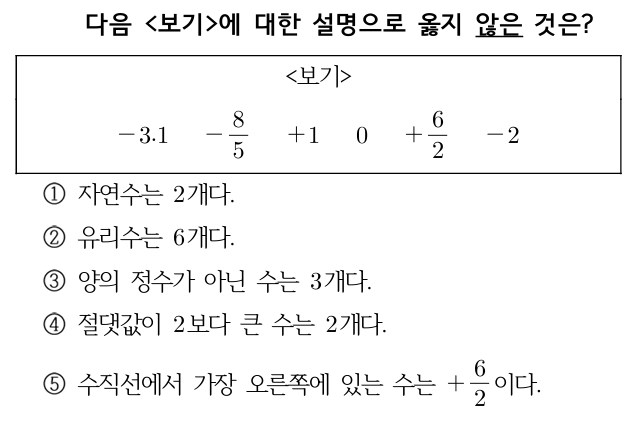 다음 <보기>에 대한 설명으로 옳지 않은 것은?
<보기>
−3.1 −8/5 +1 0 +6/2 −2
① 자연수는 2개다.
② 유리수는 6개다.
③ 양의 정수가 아닌 수는 3개다.
④ 절댓값이 2보다 큰 수는 2개다.
⑤ 수직선에서 가장 오른쪽에 있는 수는 +6/2이다.